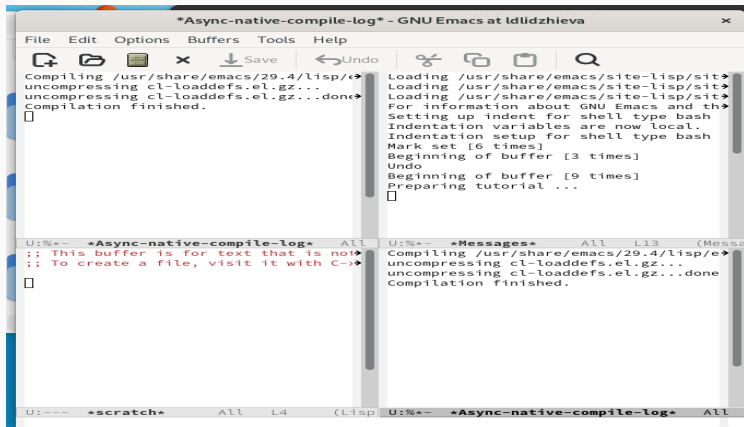 *Async-native-compile-log* - GNU Emacs at ldlidzhieva
File Edit Options Buffers Tools Help
Save Undo
Compiling /usr/share/emacs/29.4/lisp/e
uncompressing cl-loaddefs.el.gz...
uncompressing cl-loaddefs.el.gz...done
Compilation finished.
U:%*- *Async-native-compile-log* All
Loading /usr/share/emacs/site-lisp/sit
Loading /usr/share/emacs/site-lisp/sit
Loading /usr/share/emacs/site-lisp/sit
For information about GNU Emacs and th
Setting up indent for shell type bash
Indentation variables are now local.
Indentation setup for shell type bash
Mark set [6 times]
Beginning of buffer [3 times]
Undo
Beginning of buffer [9 times]
Preparing tutorial ...
U:%*- *Messages* All L13 (Messa
;; This buffer is for text that is not
;; To create a file, visit it with C-x
U:--- *scratch* All L4 (Lisp
Compiling /usr/share/emacs/29.4/lisp/e
uncompressing cl-loaddefs.el.gz...
uncompressing cl-loaddefs.el.gz...done
Compilation finished.
U:%*- *Async-native-compile-log* All